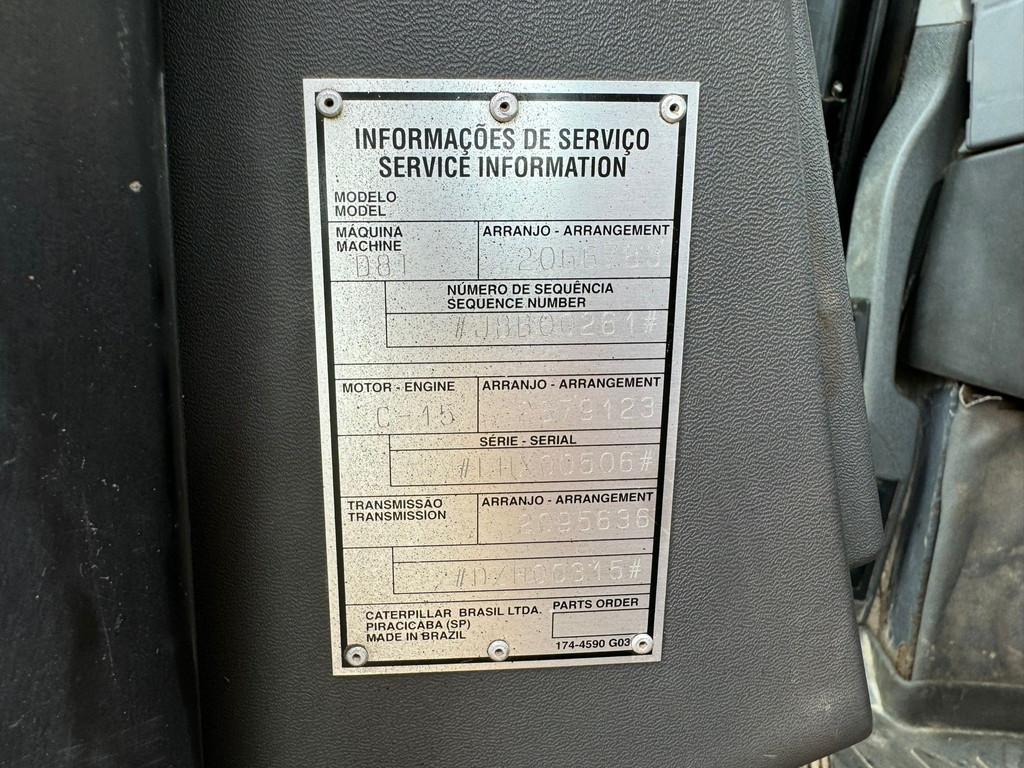 INFORMAÇÕES DE SERVIÇO
SERVICE INFORMATION
MODELO
MODEL
MÁQUINA
MACHINE
D8T
ARRANJO - ARRANGEMENT
NÚMERO DE SEQUÊNCIA
SEQUENCE NUMBER
#J8B00261#
MOTOR - ENGINE
C-15
ARRANJO - ARRANGEMENT
SÉRIE - SERIAL
TRANSMISSÃO
TRANSMISSION
ARRANJO - ARRANGEMENT
2095636
CATERPILLAR BRASIL LTDA.
PIRACICABA (SP)
MADE IN BRAZIL
PARTS ORDER
174-4590 G03